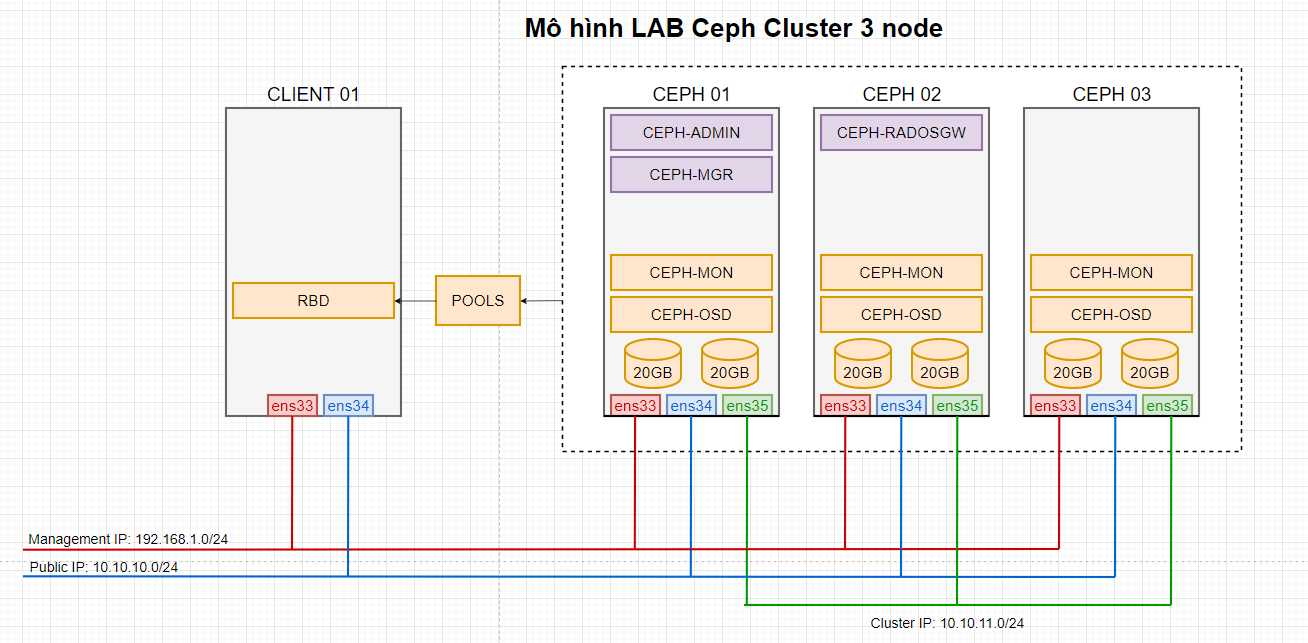 Mô hình LAB Ceph Cluster 3 node
CLIENT 01
RBD
ens33
ens34
POOLS
CEPH 01
CEPH-ADMIN
CEPH-MGR
CEPH-MON
CEPH-OSD
20GB
20GB
ens33
ens34
ens35
CEPH 02
CEPH-RADOSGW
CEPH-MON
CEPH-OSD
20GB
20GB
ens33
ens34
ens35
CEPH 03
CEPH-MON
CEPH-OSD
20GB
20GB
ens33
ens34
ens35
Management IP: 192.168.1.0/24
Public IP: 10.10.10.0/24
Cluster IP: 10.10.11.0/24